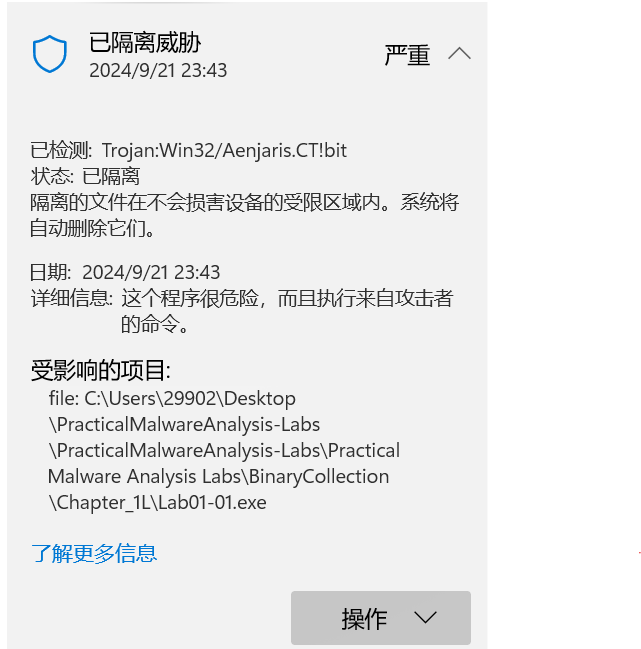 已隔离威胁
2024/9/21 23:43
严重
已检测: Trojan:Win32/Aenjaris.CT!bit
状态: 已隔离
隔离的文件在不会损害设备的受限区域内。系统将
自动删除它们。
日期: 2024/9/21 23:43
详细信息: 这个程序很危险，而且执行来自攻击者
的命令。
受影响的项目:
file: C:\Users\29902\Desktop
\PracticalMalwareAnalysis-Labs
\PracticalMalwareAnalysis-Labs\Practical
Malware Analysis Labs\BinaryCollection
\Chapter_1L\Lab01-01.exe
了解更多信息
操作